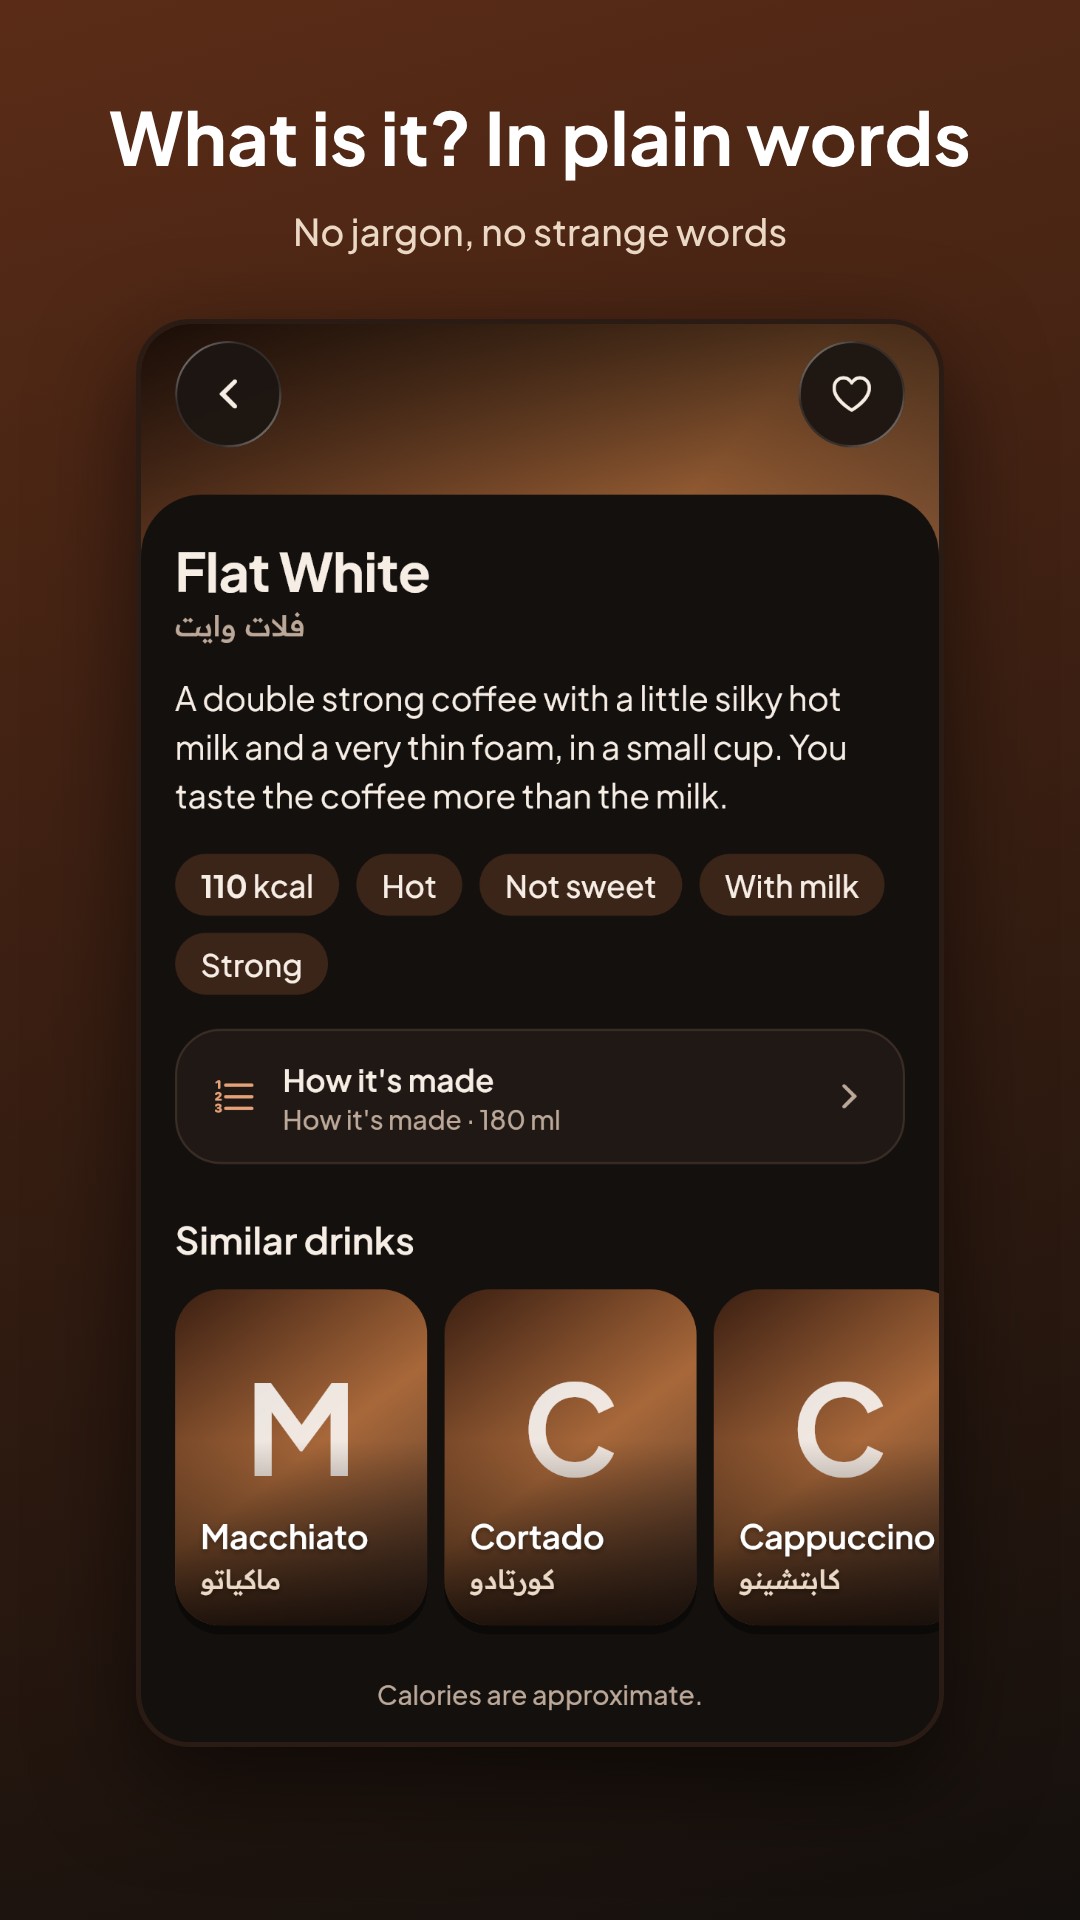 What is it? In plain words
No jargon, no strange words
Flat White
فلات وايت
A double strong coffee with a little silky hot
milk and a very thin foam, in a small cup. You
taste the coffee more than the milk.
110 kcal
Hot
Not sweet
With milk
Strong
1
2
3
How it's made
How it's made · 180 ml
Similar drinks
M
Macchiato
ماكياتو
C
Cortado
كورتادو
C
Cappuccino
كابتشينو
Calories are approximate.